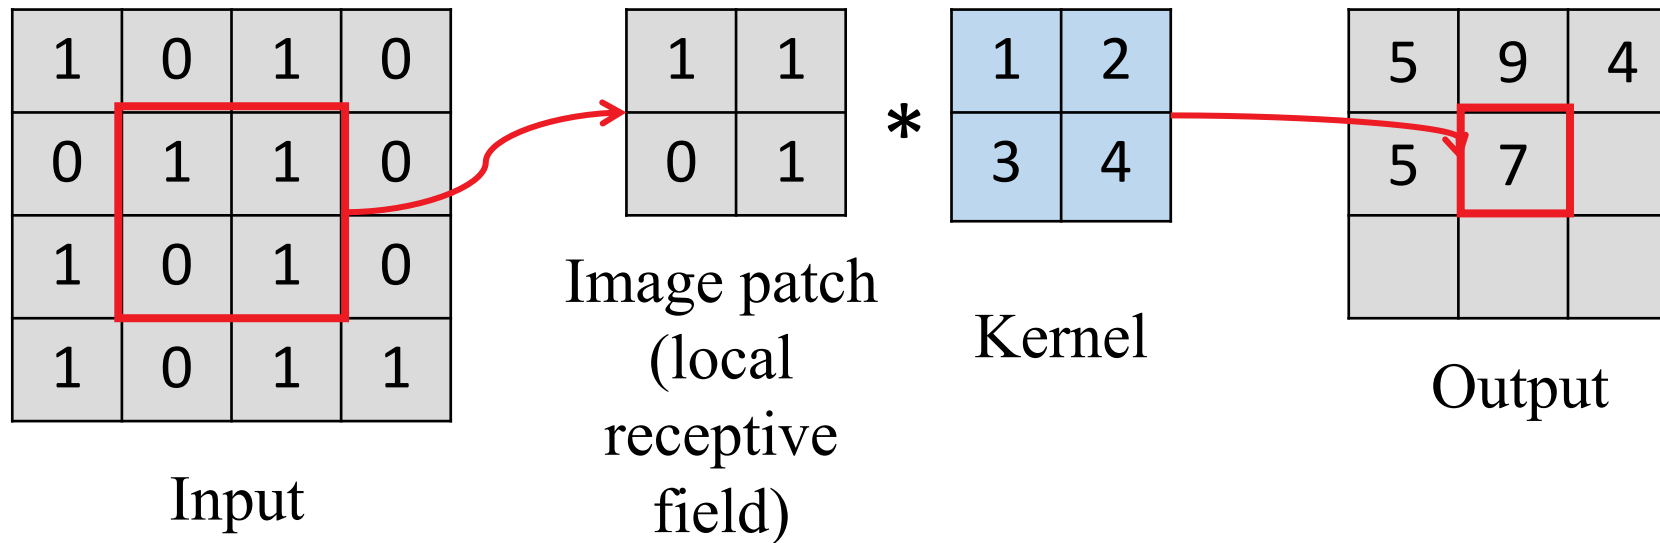 1 0 1 0
0 1 1 0
1 0 1 0
1 0 1 1
Input
1 1
0 1
Image patch
(local
receptive
field)
*
1 2
3 4
Kernel
5 9 4
5 7
Output